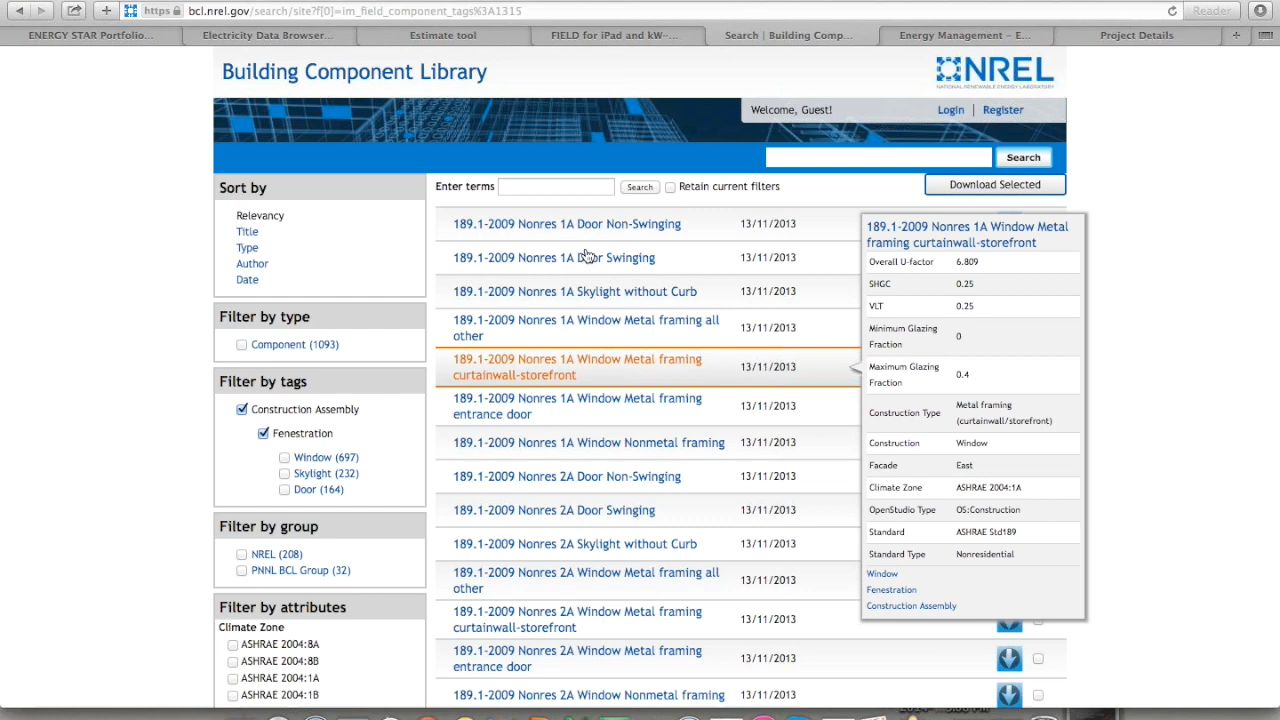 https
bcl.nrel.gov/search/site?f[0]=im_field_component_tags%3A1315
Reader
ENERGY STAR Portfolio...
Electricity Data Browser...
Estimate tool
FIELD for iPad and kW-...
Search | Building Comp...
Energy Management – E...
Project Details
Building Component Library
NREL
NATIONAL RENEWABLE ENERGY LABORATORY
Welcome, Guest!
Login | Register
Search
Sort by
Relevancy
Title
Type
Author
Date
Filter by type
Component (1093)
Filter by tags
Construction Assembly
Fenestration
Window (697)
Skylight (232)
Door (164)
Filter by group
NREL (208)
PNNL BCL Group (32)
Filter by attributes
Climate Zone
ASHRAE 2004:8A
ASHRAE 2004:8B
ASHRAE 2004:1A
ASHRAE 2004:1B
Enter terms
Search
Retain current filters
Download Selected
189.1-2009 Nonres 1A Door Non-Swinging 13/11/2013
189.1-2009 Nonres 1A Door Swinging 13/11/2013
189.1-2009 Nonres 1A Skylight without Curb 13/11/2013
189.1-2009 Nonres 1A Window Metal framing all
other 13/11/2013
189.1-2009 Nonres 1A Window Metal framing
curtainwall-storefront 13/11/2013
189.1-2009 Nonres 1A Window Metal framing
entrance door 13/11/2013
189.1-2009 Nonres 1A Window Nonmetal framing 13/11/2013
189.1-2009 Nonres 2A Door Non-Swinging 13/11/2013
189.1-2009 Nonres 2A Door Swinging 13/11/2013
189.1-2009 Nonres 2A Skylight without Curb 13/11/2013
189.1-2009 Nonres 2A Window Metal framing all
other 13/11/2013
189.1-2009 Nonres 2A Window Metal framing
curtainwall-storefront 13/11/2013
189.1-2009 Nonres 2A Window Metal framing
entrance door 13/11/2013
189.1-2009 Nonres 2A Window Nonmetal framing 13/11/2013
189.1-2009 Nonres 1A Window Metal
framing curtainwall-storefront
Overall U-factor 6.809
SHGC 0.25
VLT 0.25
Minimum Glazing
Fraction 0
Maximum Glazing
Fraction 0.4
Construction Type Metal framing
(curtainwall/storefront)
Construction Window
Facade East
Climate Zone ASHRAE 2004:1A
OpenStudio Type OS:Construction
Standard ASHRAE Std189
Standard Type Nonresidential
Window
Fenestration
Construction Assembly